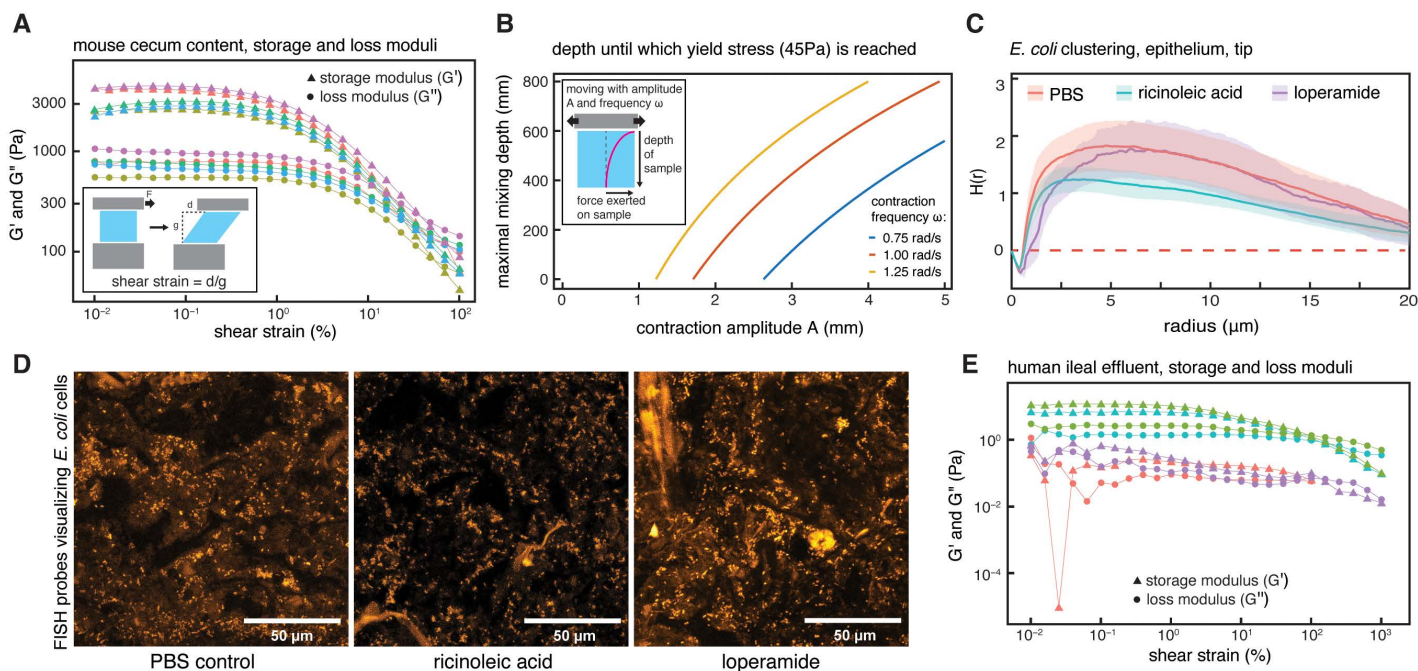 A
mouse cecum content, storage and loss moduli
G' and G" (Pa)
3000
1000
300
100
storage modulus (G')
loss modulus (G")
F
d
g
shear strain = d/g
10⁻² 10⁻¹ 10⁰ 10¹ 10²
shear strain (%)
B
depth until which yield stress (45Pa) is reached
maximal mixing depth (mm)
800
600
400
200
0
moving with amplitude
A and frequency ω
depth
of
sample
force exerted
on sample
contraction
frequency ω:
0.75 rad/s
1.00 rad/s
1.25 rad/s
0 1 2 3 4 5
contraction amplitude A (mm)
C
E. coli clustering, epithelium, tip
PBS ricinoleic acid loperamide
H(r)
3
2
1
0
0 5 10 15 20
radius (µm)
D
FISH probes visualizing E. coli cells
50 µm
50 µm
50 µm
PBS control
ricinoleic acid
loperamide
E
human ileal effluent, storage and loss moduli
G' and G" (Pa)
10⁰
10⁻²
10⁻⁴
storage modulus (G')
loss modulus (G")
10⁻² 10⁻¹ 10⁰ 10¹ 10² 10³
shear strain (%)